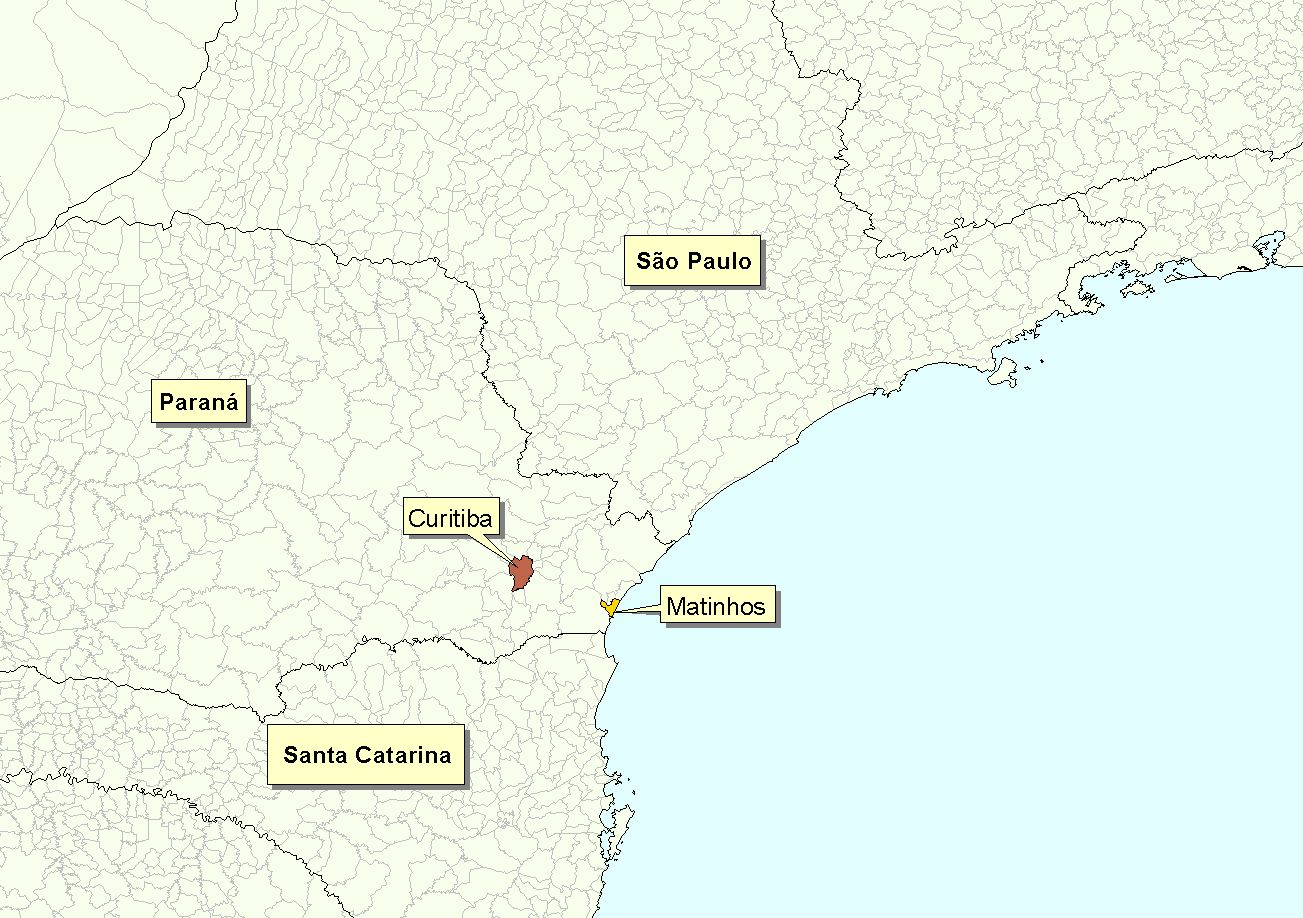 São Paulo
Paraná
Curitiba
Matinhos
Santa Catarina